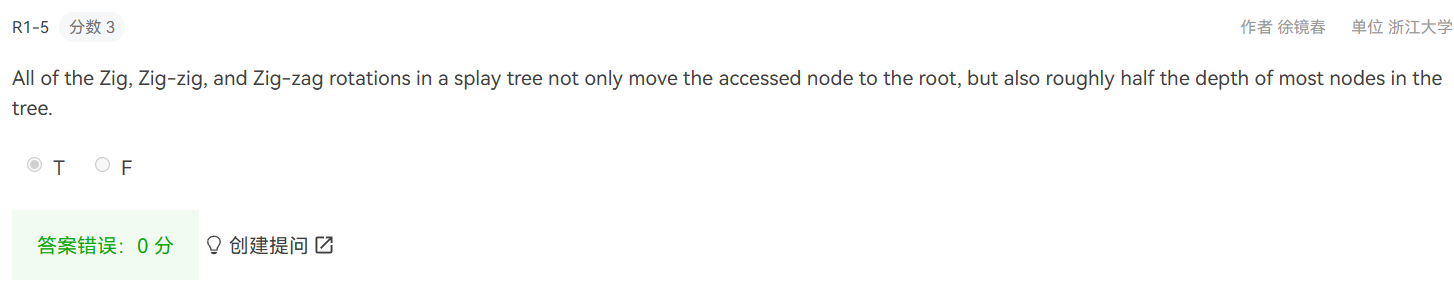 R1-5 分数 3 作者 徐镜春 单位 浙江大学
All of the Zig, Zig-zig, and Zig-zag rotations in a splay tree not only move the accessed node to the root, but also roughly half the depth of most nodes in the
tree.
T F
答案错误：0 分 创建提问